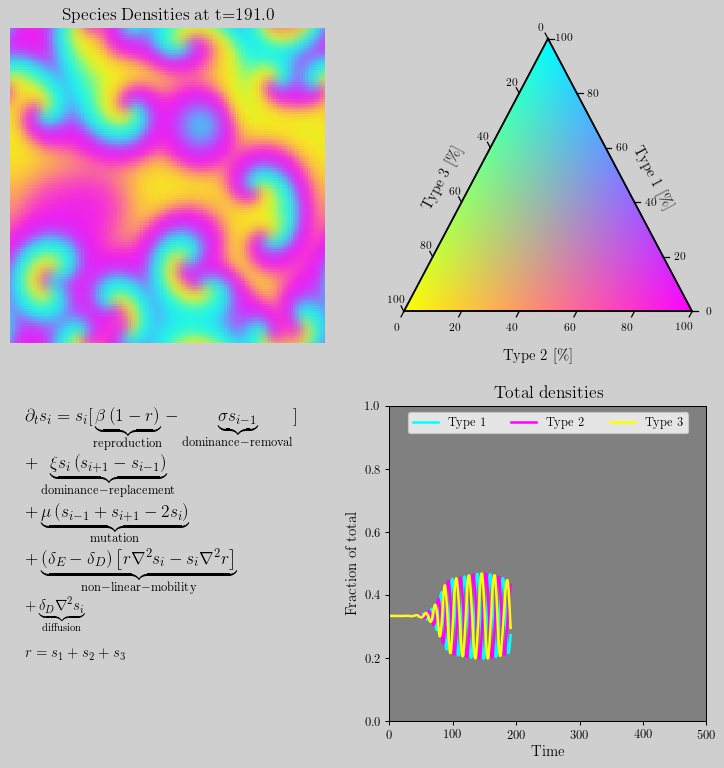 Species Densities at t=191.0
0
100
20
80
40
60
Type 3 [%]
Type 1 [%]
60
40
80
20
100
0
0
20
40
60
80
100
Type 2 [%]
∂ₜsᵢ = sᵢ[β (1 − r) − σsᵢ₋₁ ]
reproduction dominance−removal
+ ξsᵢ (sᵢ₊₁ − sᵢ₋₁)
dominance−replacement
+ μ (sᵢ₋₁ + sᵢ₊₁ − 2sᵢ)
mutation
+ (δ_E − δ_D) [r∇²sᵢ − sᵢ∇²r]
non−linear−mobility
+ δ_D∇²sᵢ
diffusion
r = s₁ + s₂ + s₃
Total densities
Type 1 Type 2 Type 3
1.0
0.8
0.6
0.4
0.2
0.0
Fraction of total
0 100 200 300 400 500
Time